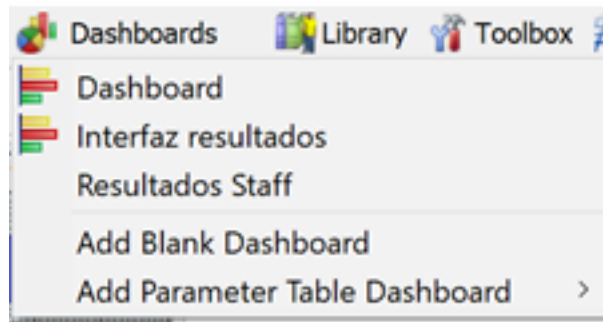 Dashboards Library Toolbox
Dashboard
Interfaz resultados
Resultados Staff
Add Blank Dashboard
Add Parameter Table Dashboard